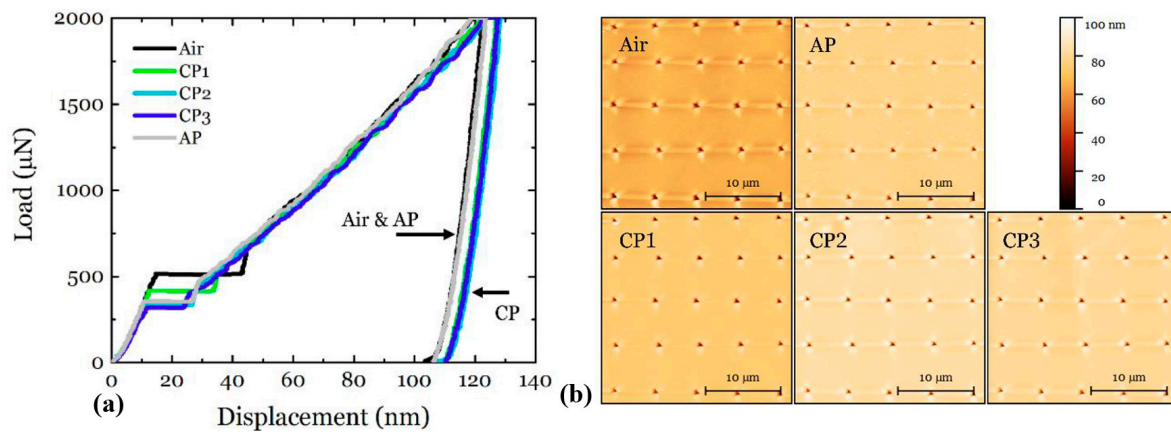 2000
1500
1000
500
0
Load (µN)
Air
CP1
CP2
CP3
AP
Air & AP
CP
0 20 40 60 80 100 120 140
(a)
Displacement (nm)
Air
AP
10 µm
10 µm
100 nm
80
60
40
20
0
CP1
CP2
CP3
10 µm
10 µm
10 µm
(b)